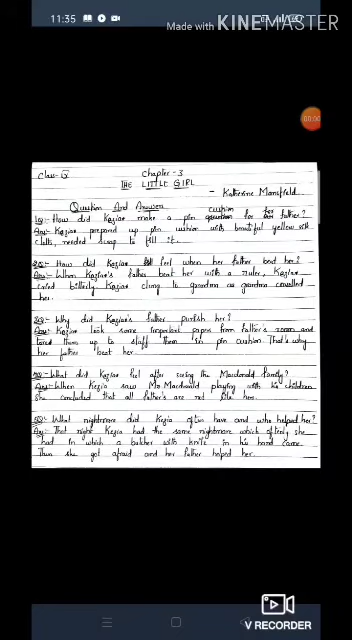 11:35
Made with KINEMASTER
00:00
Class-IX
Chapter-3
THE LITTLE GIRL
- Katherine Mansfield
Question And Answer
cushion
1Q:- How did Kezia make a pin for her father?
Ans:- Kezia prepared up pin cushion with beautiful yellow silk
cloth, needed scrap to fill it.
2Q:- How did Kezia feel when her father beat her?
Ans:- When Kezia's father beat her with a ruler, Kezia
cried bitterly. Kezia clung to grandma as grandma consoled
her.
3Q:- Why did Kezia's father punish her?
Ans:- Kezia took some important papers from father's room and
teared them up to stuff them in pin cushion. That's why
her father beat her.
4Q:- What did Kezia feel after seeing the Macdonald family?
Ans:- When Kezia saw Mr. Macdonald playing with his children
She concluded that all father's are not like hers.
5Q:- What nightmare did Kezia often have and who helped her?
Ans:- That night Kezia had the same nightmare which oftenly she
had In which a butcher with knife in his hand came
Then she got afraid and her father helped her.
V RECORDER